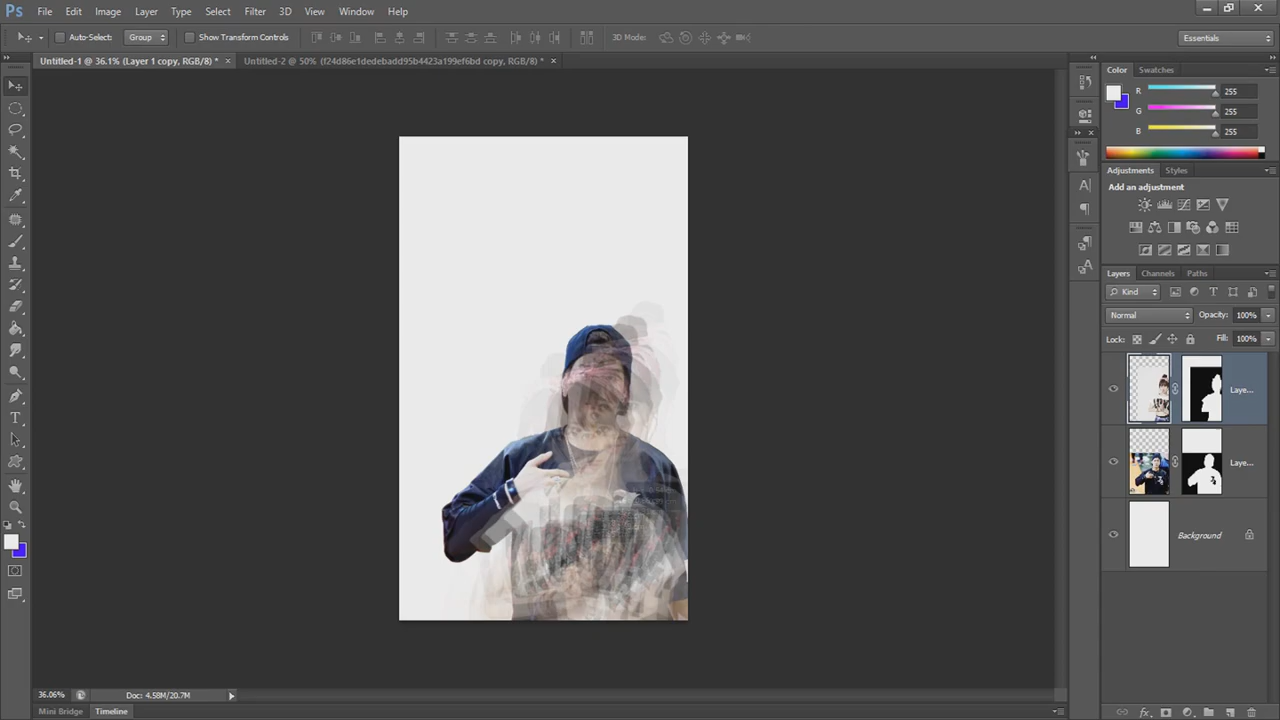 Ps File Edit Image Layer Type Select Filter 3D View Window Help
Auto-Select: Group Show Transform Controls 3D Mode: Essentials
Untitled-1 @ 36.1% (Layer 1 copy, RGB/8) * × Untitled-2 @ 50% (f24d86e1dedebadd95b4423a199ef6bd copy, RGB/8) * ×
Color Swatches
R 255
G 255
B 255
Adjustments Styles
Add an adjustment
Layers Channels Paths
Kind
Normal Opacity: 100%
Lock: Fill: 100%
Laye...
Laye...
Background
36.06% Doc: 4.58M/20.7M
Mini Bridge Timeline